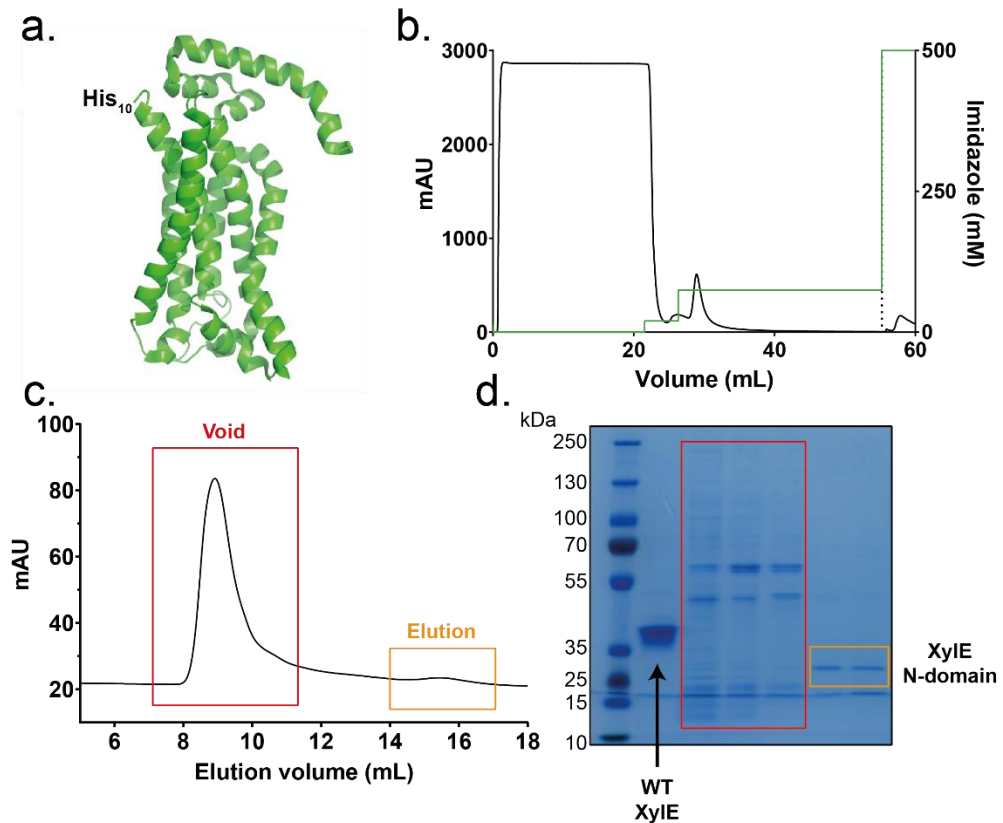 a.
His10
b.
3000
2000
1000
0
mAU
0
20
40
60
Volume (mL)
500
250
0
Imidazole (mM)
c.
100
80
60
40
20
mAU
Void
Elution
6
8
10
12
14
16
18
Elution volume (mL)
d.
kDa
250
130
100
70
55
35
25
15
10
XylE
N-domain
WT
XylE